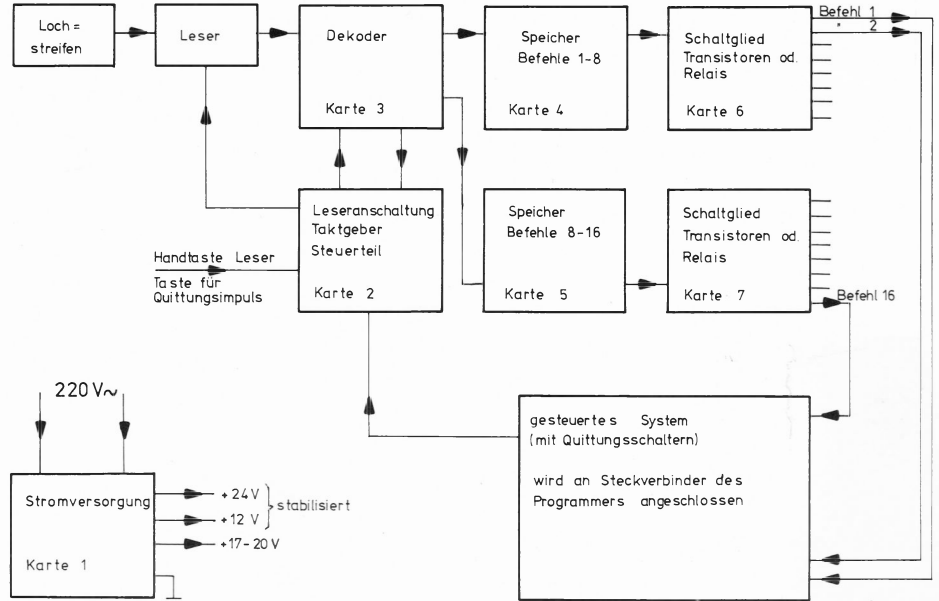 Loch=
streifen
Leser
Dekoder
Karte 3
Speicher
Befehle 1-8
Karte 4
Schaltglied
Transistoren od.
Relais
Karte 6
Befehl 1
" 2
Leseranschaltung
Taktgeber
Steuerteil
Karte 2
Handtaste Leser
Taste für
Quittungsimpuls
Speicher
Befehle 8-16
Karte 5
Schaltglied
Transistoren od.
Relais
Karte 7
Befehl 16
220 V~
Stromversorgung
Karte 1
+24V
+12 V
stabilisiert
+17-20V
gesteuertes System
(mit Quittungsschaltern)
wird an Steckverbinder des
Programmers angeschlossen